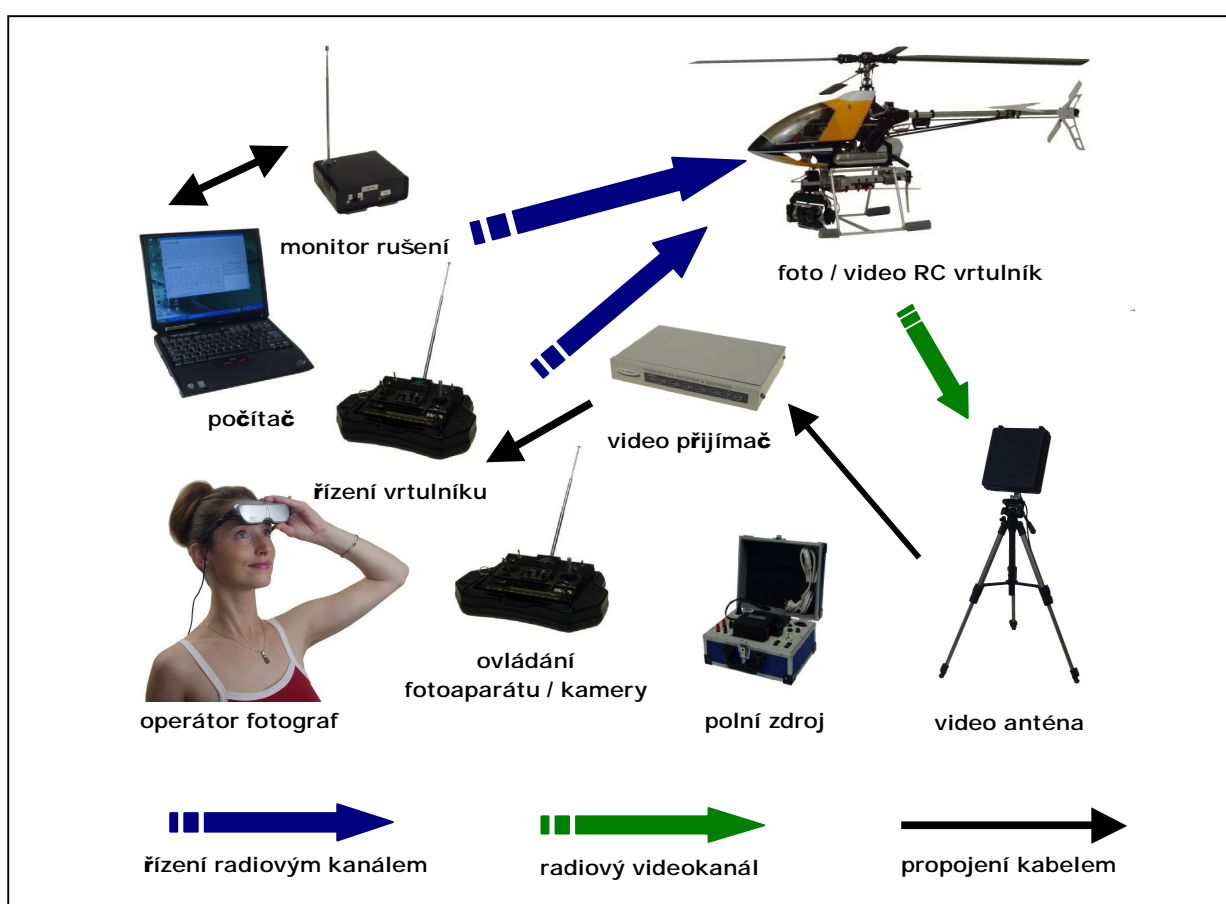 monitor rušení
foto / video RC vrtulník
počítač
video přijímač
řízení vrtulníku
ovládání
fotoaparátu / kamery
operátor fotograf
polní zdroj
video anténa
řízení radiovým kanálem
radiový videokanál
propojení kabelem